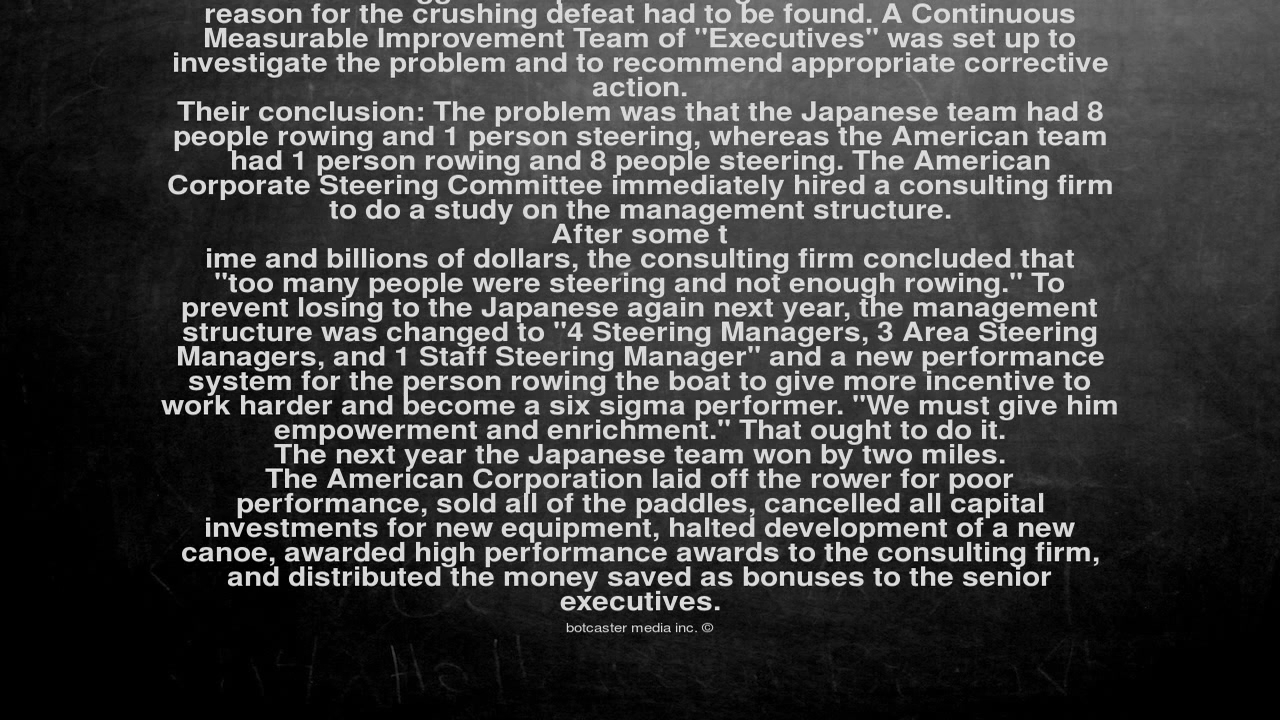 reason for the crushing defeat had to be found. A Continuous
Measurable Improvement Team of "Executives" was set up to
investigate the problem and to recommend appropriate corrective
action.
Their conclusion: The problem was that the Japanese team had 8
people rowing and 1 person steering, whereas the American team
had 1 person rowing and 8 people steering. The American
Corporate Steering Committee immediately hired a consulting firm
to do a study on the management structure.
After some t
ime and billions of dollars, the consulting firm concluded that
"too many people were steering and not enough rowing." To
prevent losing to the Japanese again next year, the management
structure was changed to "4 Steering Managers, 3 Area Steering
Managers, and 1 Staff Steering Manager" and a new performance
system for the person rowing the boat to give more incentive to
work harder and become a six sigma performer. "We must give him
empowerment and enrichment." That ought to do it.
The next year the Japanese team won by two miles.
The American Corporation laid off the rower for poor
performance, sold all of the paddles, cancelled all capital
investments for new equipment, halted development of a new
canoe, awarded high performance awards to the consulting firm,
and distributed the money saved as bonuses to the senior
executives.
botcaster media inc. ©